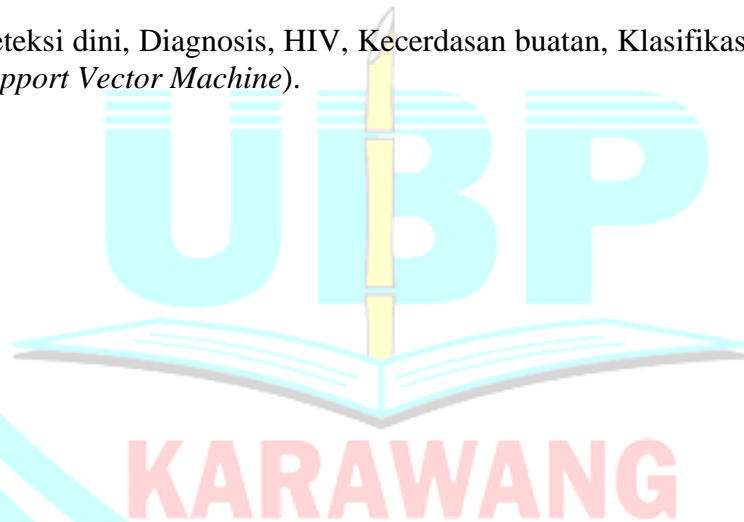 eteksi dini, Diagnosis, HIV, Kecerdasan buatan, Klasifikas
pport Vector Machine).
UBP
KARAWANG